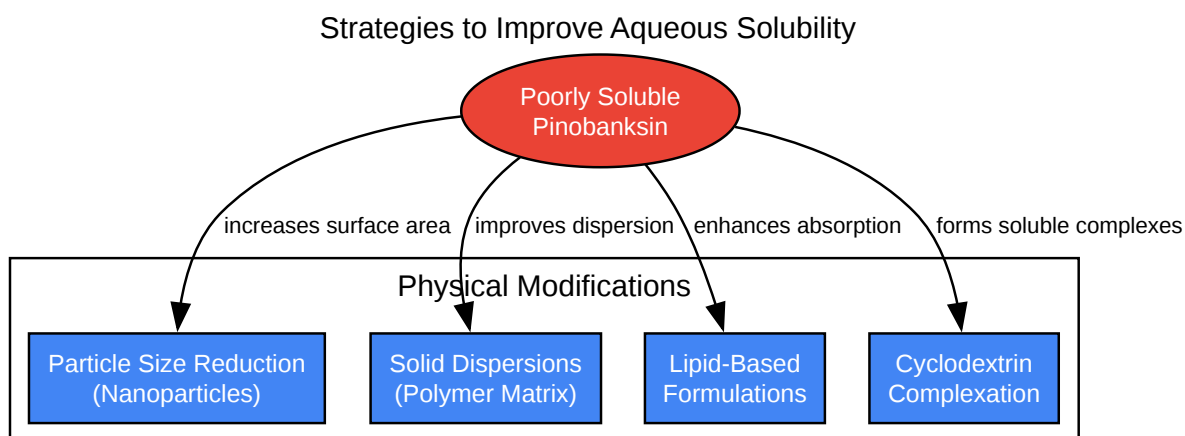 Strategies to Improve Aqueous Solubility
Poorly Soluble
Pinobanksin
increases surface area
improves dispersion
enhances absorption
forms soluble complexes
Physical Modifications
Particle Size Reduction
(Nanoparticles)
Solid Dispersions
(Polymer Matrix)
Lipid-Based
Formulations
Cyclodextrin
Complexation